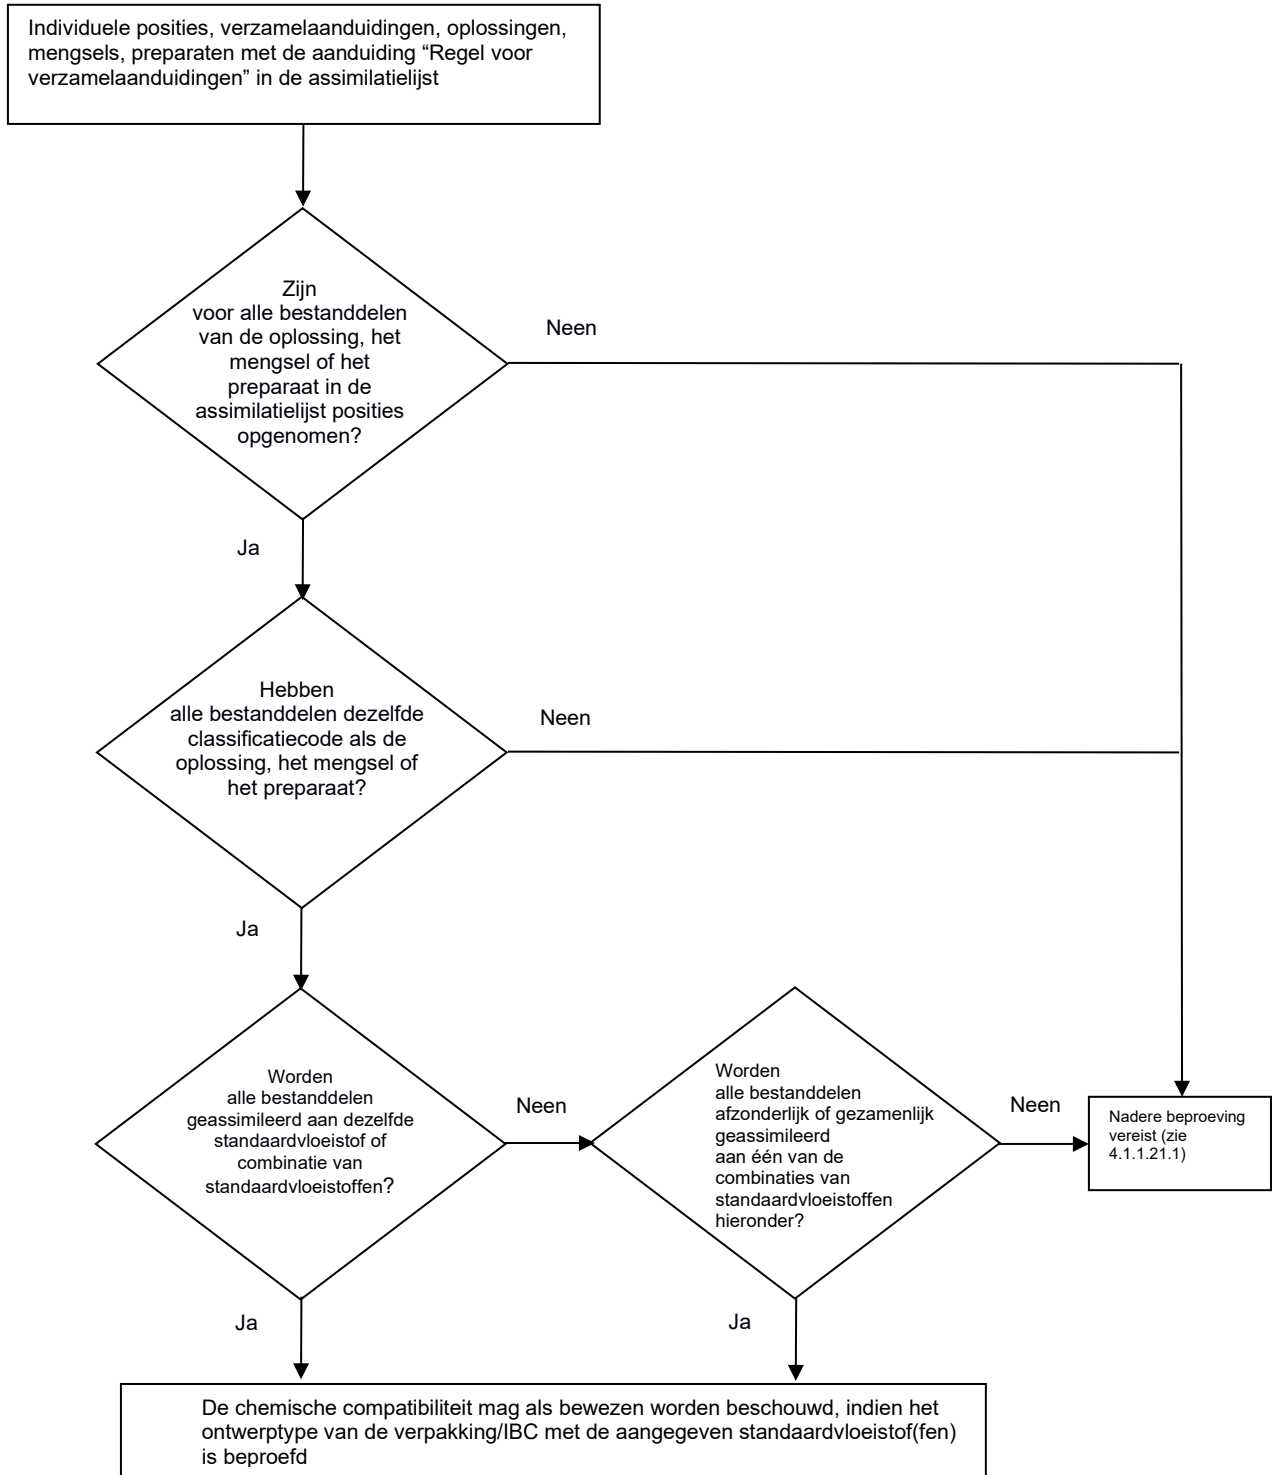 Individuele posities, verzamelaanduidingen, oplossingen,
mengsels, preparaten met de aanduiding “Regel voor
verzamelaanduidingen” in de assimilatielijst
Zijn
voor alle bestanddelen
van de oplossing, het
mengsel of het
preparaat in de
assimilatielijst posities
opgenomen?
Neen
Ja
Hebben
alle bestanddelen dezelfde
classificatiecode als de
oplossing, het mengsel of
het preparaat?
Neen
Ja
Worden
alle bestanddelen
geassimileerd aan dezelfde
standaardvloeistof of
combinatie van
standaardvloeistoffen?
Neen
Worden
alle bestanddelen
afzonderlijk of gezamenlijk
geassimileerd
aan één van de
combinaties van
standaardvloeistoffen
hieronder?
Neen
Nadere beproeving
vereist (zie
4.1.1.21.1)
Ja
Ja
De chemische compatibiliteit mag als bewezen worden beschouwd, indien het
ontwerptype van de verpakking/IBC met de aangegeven standaardvloeistof(fen)
is beproefd